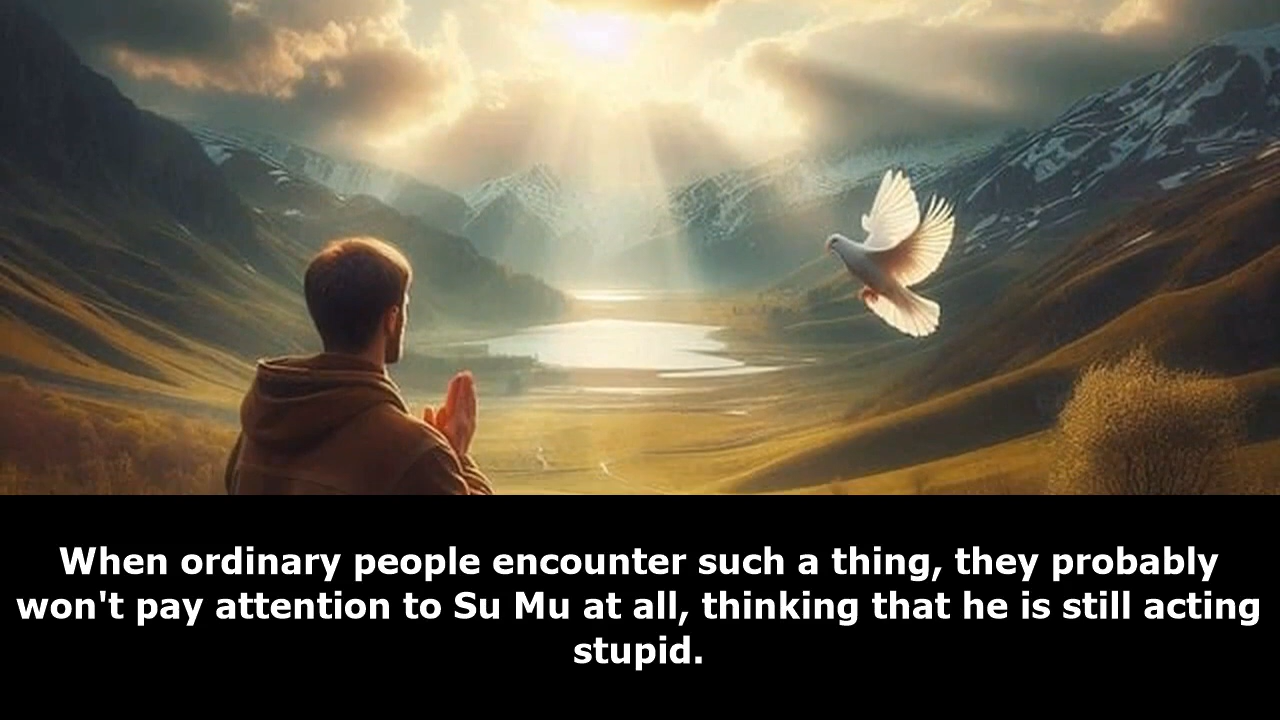 When ordinary people encounter such a thing, they probably
won't pay attention to Su Mu at all, thinking that he is still acting
stupid.